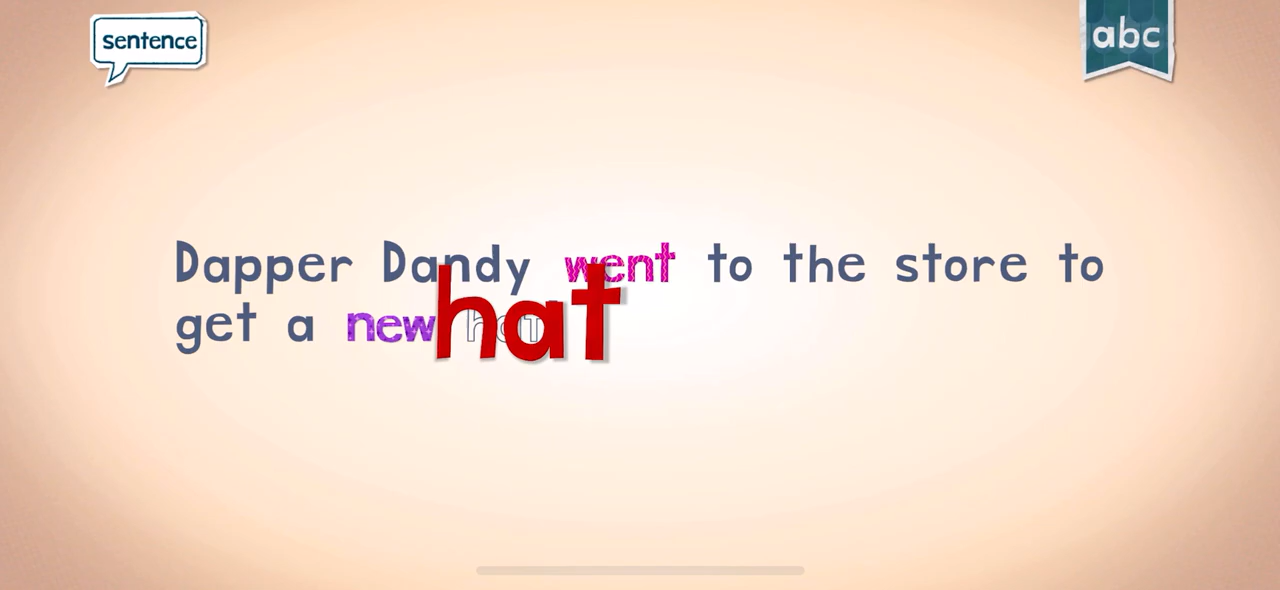 sentence
abc
Dapper Dandy went to the store to
get a new hat